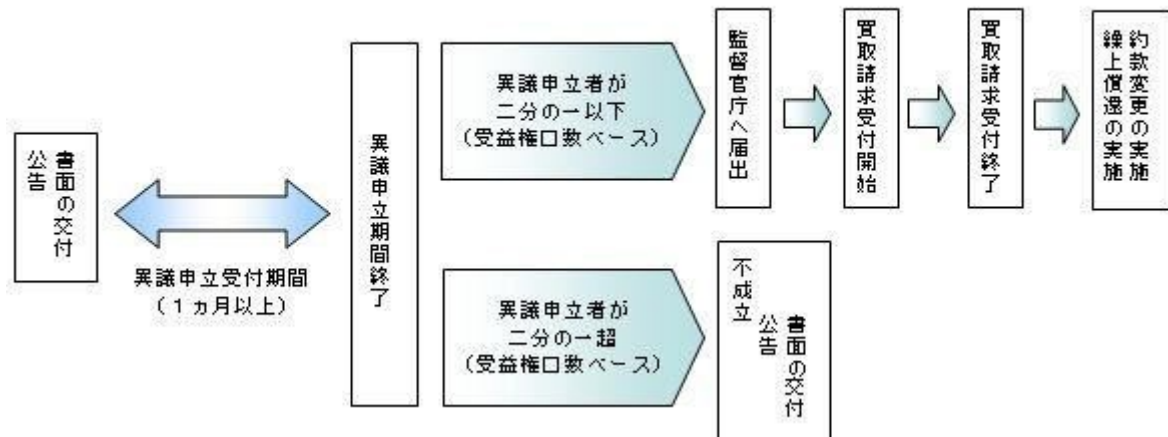 書面の交付
公告
異議申立受付期間
(1ヵ月以上)
異議申立期間終了
異議申立者が
二分の一以下
(受益権口数ベース)
監督官庁へ届出
買取請求受付開始
買取請求受付終了
約款変更の実施
繰上償還の実施
異議申立者が
二分の一超
(受益権口数ベース)
不成立
書面の交付
公告